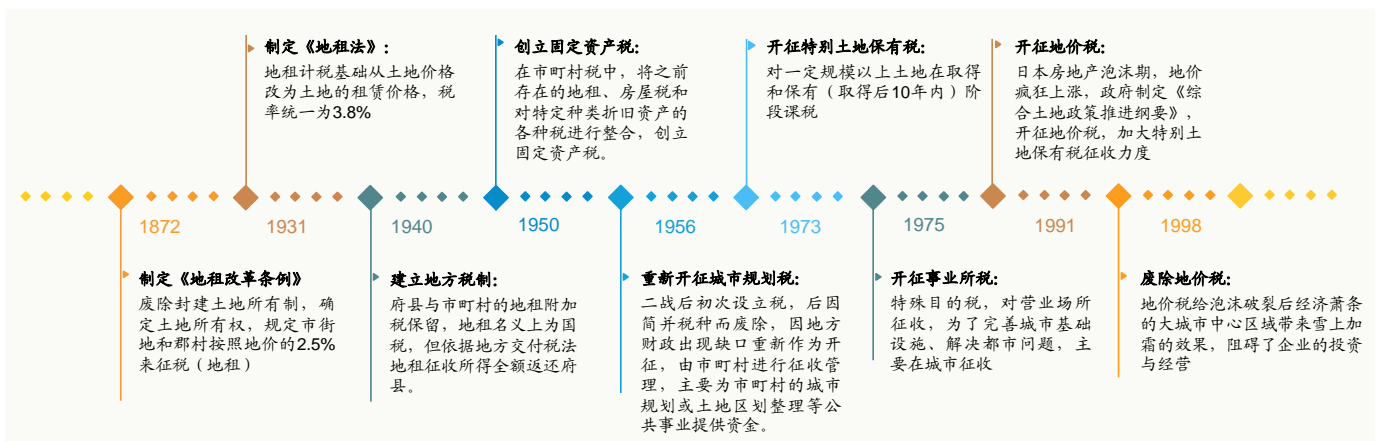 制定《地租法》：
地租计税基础从土地价格
改为土地的租赁价格，税
率统一为3.8%
创立固定资产税：
在市町村税中，将之前
存在的地租、房屋税和
对特定种类折旧资产的
各种税进行整合，创立
固定资产税。
开征特别土地保有税：
对一定规模以上土地在取得
和保有（取得后10年内）阶
段课税
开征地价税：
日本房地产泡沫期，地价
疯狂上涨，政府制定《综
合土地政策推进纲要》，
开征地价税，加大特别土
地保有税征收力度
1872
1931
1940
1950
1956
1973
1975
1991
1998
制定《地租改革条例》
废除封建土地所有制，确
定土地所有权，规定市街
地和郡村按照地价的2.5%
来征税（地租）
建立地方税制：
府县与市町村的地租附加
税保留，地租名义上为国
税，但依据地方交付税法
地租征收所得全额返还府
县。
重新开征城市规划税：
二战后初次设立税，后因
简并税种而废除，因地方
财政出现缺口重新作为开
征，由市町村进行征收管
理，主要为市町村的城市
规划或土地区划整理等公
共事业提供资金。
开征事业所税：
特殊目的税，对营业场所
征收，为了完善城市基础
设施、解决都市问题，主
要在城市征收
废除地价税：
地价税给泡沫破裂后经济萧条
的大城市中心区域带来雪上加
霜的效果，阻碍了企业的投资
与经营